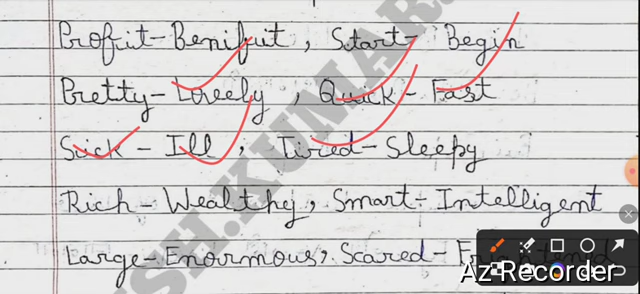 Profit-Benifit, Start- Begin
Pretty-Lovely, Quick-Fast
Sick-Ill, Tired-Sleepy
Rich-Wealthy, Smart-Intelligent
Large-Enormous, Scared-Frightened
Az Recorder